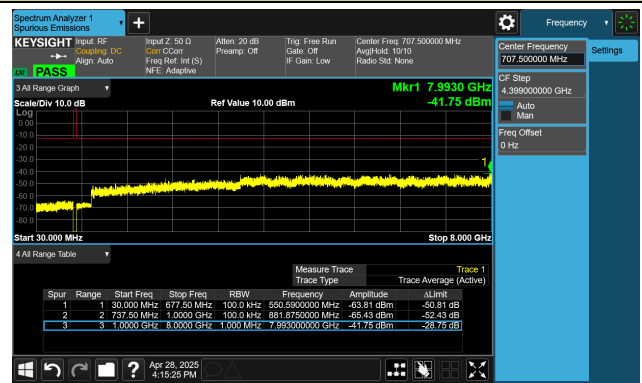 Spectrum Analyzer 1
Spurious Emissions
Frequency
KEYSIGHT
Input: RF
Coupling: DC
Align: Auto
Input Z: 50 Ω
Corr CCorr
Freq Ref: Int (S)
NFE: Adaptive
Atten: 20 dB
Preamp: Off
Trig: Free Run
Gate: Off
IF Gain: Low
Center Freq: 707.500000 MHz
Avg|Hold: 10/10
Radio Std: None
PASS
Center Frequency
707.500000 MHz
Settings
CF Step
4.399000000 GHz
Auto
Man
Freq Offset
0 Hz
3 All Range Graph
Mkr1 7.9930 GHz
Scale/Div 10.0 dB
Ref Value 10.00 dBm
-41.75 dBm
Log
0.00
-10.0
-20.0
-30.0
-40.0
-50.0
-60.0
-70.0
-80.0
1
Start 30.000 MHz
Stop 8.000 GHz
4 All Range Table
Measure Trace Trace 1
Trace Type Trace Average (Active)
Spur Range Start Freq Stop Freq RBW Frequency Amplitude ΔLimit
1 1 30.000 MHz 677.50 MHz 100.0 kHz 550.5900000 MHz -63.81 dBm -50.81 dB
2 2 737.50 MHz 1.0000 GHz 100.0 kHz 881.8750000 MHz -65.43 dBm -52.43 dB
3 3 1.0000 GHz 8.0000 GHz 1.000 MHz 7.993000000 GHz -41.75 dBm -28.75 dB
Apr 28, 2025
4:15:25 PM